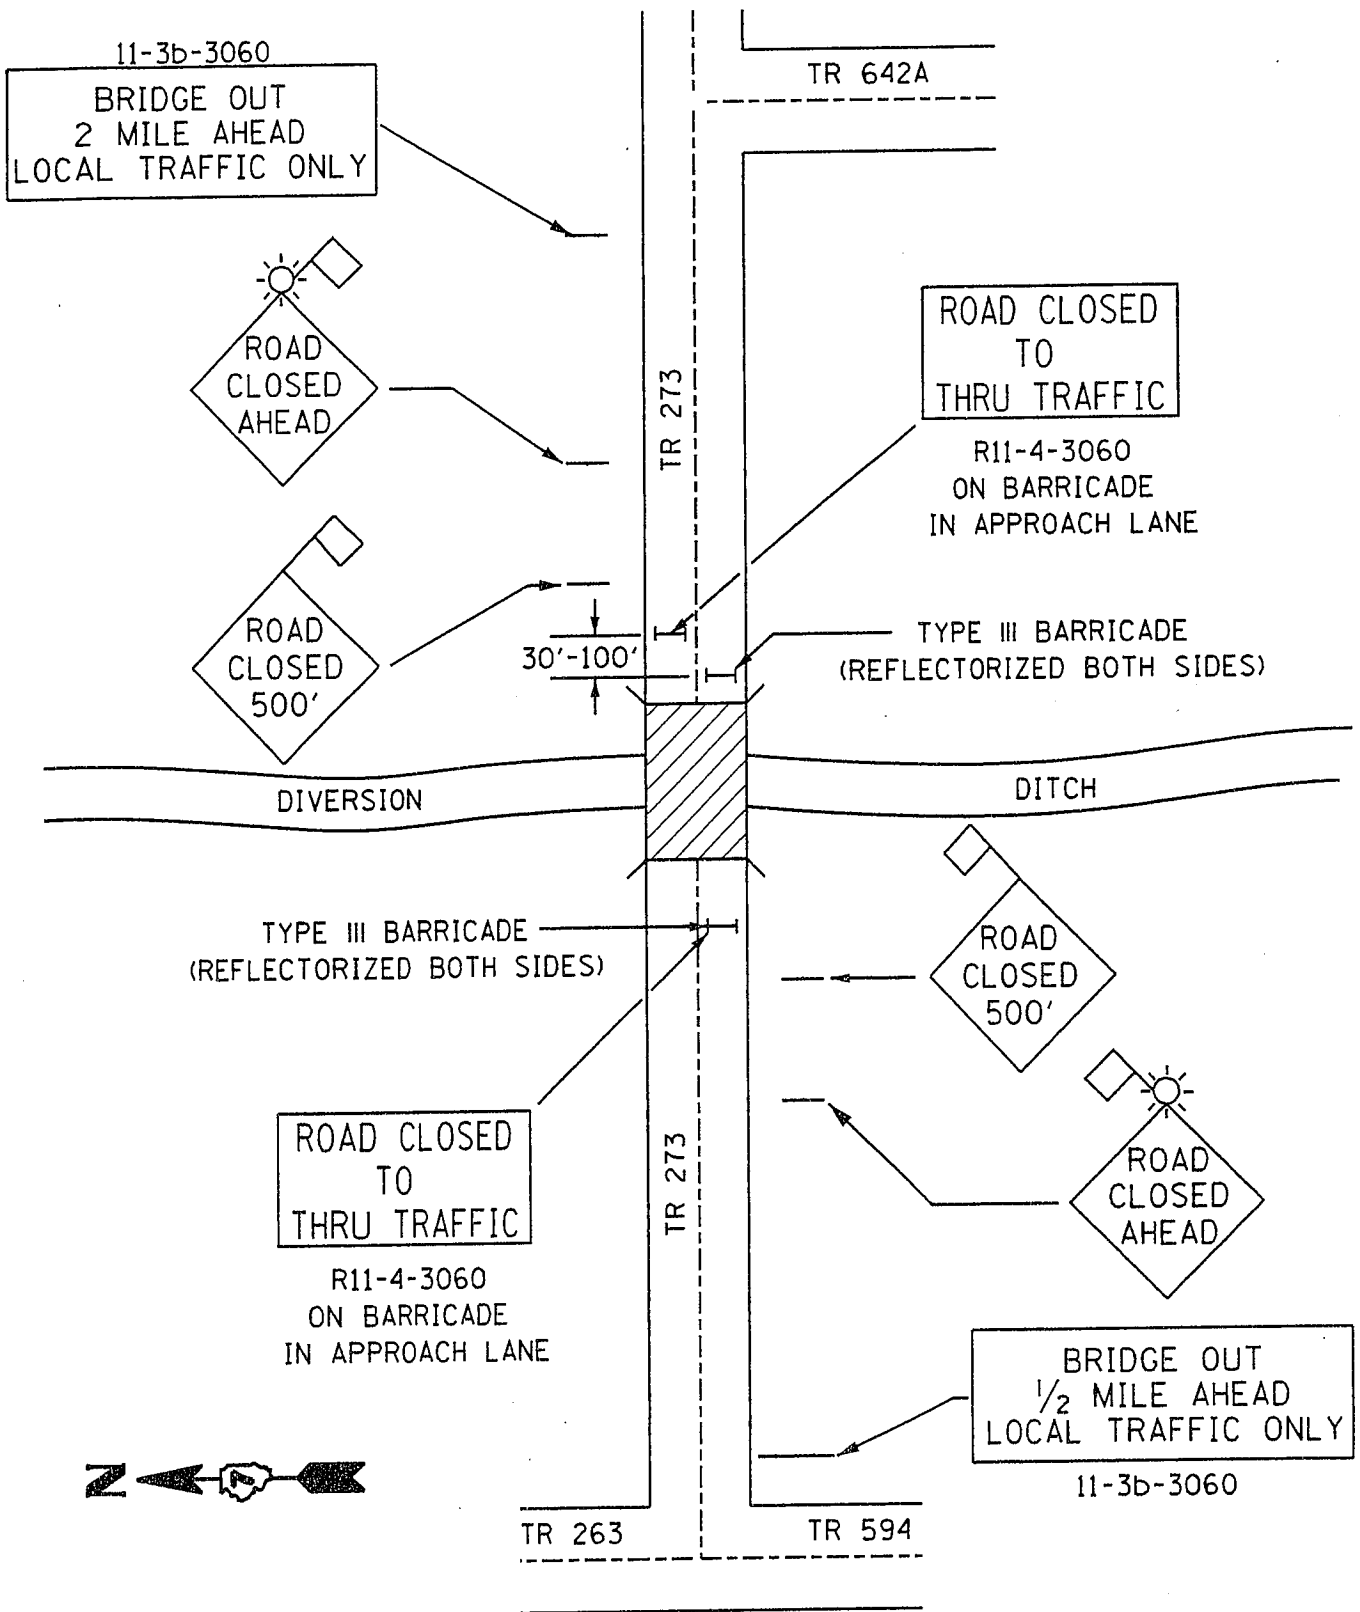 11-3b-3060
BRIDGE OUT
2 MILE AHEAD
LOCAL TRAFFIC ONLY
TR 642A
ROAD
CLOSED
AHEAD
TR 273
ROAD CLOSED
TO
THRU TRAFFIC
R11-4-3060
ON BARRICADE
IN APPROACH LANE
ROAD
CLOSED
500'
30'-100'
TYPE III BARRICADE
(REFLECTORIZED BOTH SIDES)
DIVERSION
DITCH
TYPE III BARRICADE
(REFLECTORIZED BOTH SIDES)
ROAD
CLOSED
500'
ROAD CLOSED
TO
THRU TRAFFIC
R11-4-3060
ON BARRICADE
IN APPROACH LANE
TR 273
ROAD
CLOSED
AHEAD
BRIDGE OUT
1/2 MILE AHEAD
LOCAL TRAFFIC ONLY
11-3b-3060
N
TR 263
TR 594